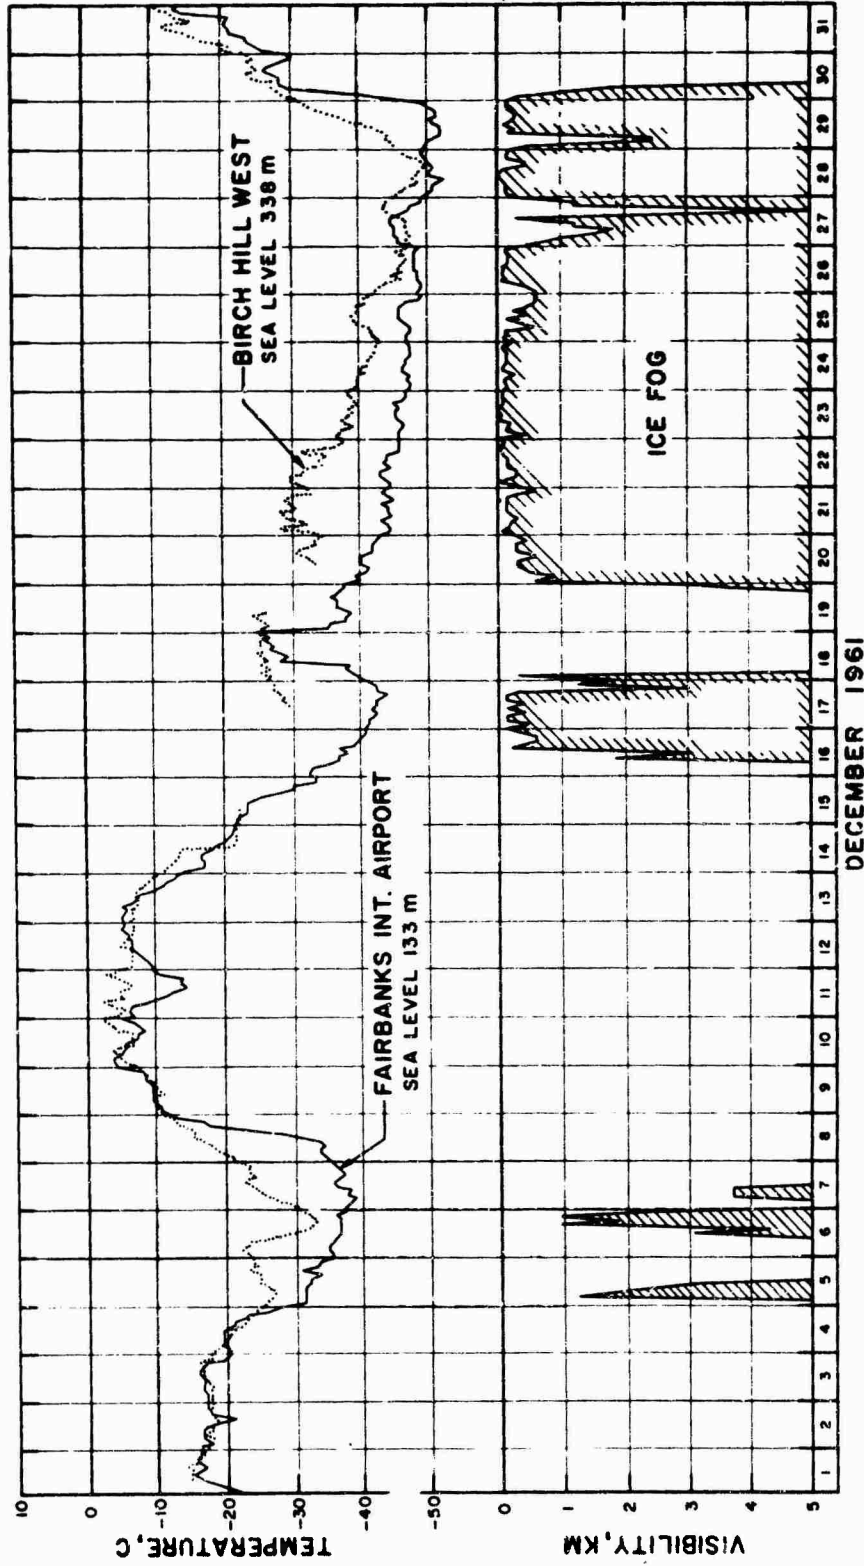 10
0
-10
-20
-30
-40
-50
TEMPERATURE, C
BIRCH HILL WEST
SEA LEVEL 338 m
FAIRBANKS INT. AIRPORT
SEA LEVEL 133 m
0
1
2
3
4
5
VISIBILITY, KM
ICE FOG
1 2 3 4 5 6 7 8 9 10 11 12 13 14 15 16 17 18 19 20 21 22 23 24 25 26 27 28 29 30 31
DECEMBER 1961